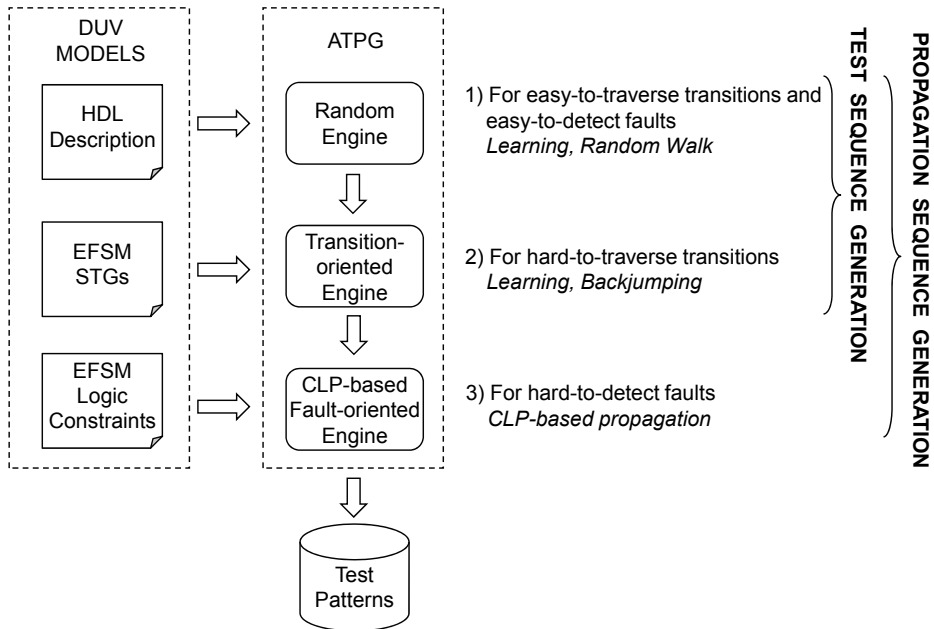 DUV
MODELS
HDL
Description
EFSM
STGs
EFSM
Logic
Constraints
ATPG
Random
Engine
Transition-
oriented
Engine
CLP-based
Fault-oriented
Engine
Test
Patterns
1) For easy-to-traverse transitions and
easy-to-detect faults
Learning, Random Walk
2) For hard-to-traverse transitions
Learning, Backjumping
3) For hard-to-detect faults
CLP-based propagation
TEST SEQUENCE GENERATION
PROPAGATION SEQUENCE GENERATION